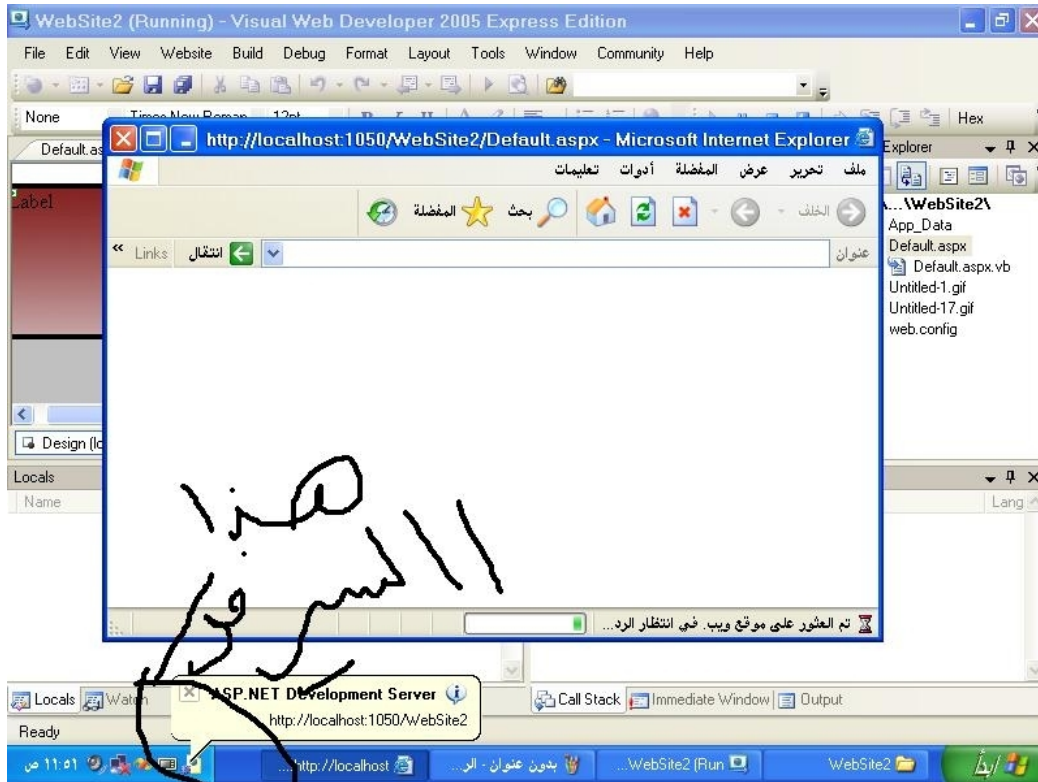 WebSite2 (Running) - Visual Web Developer 2005 Express Edition
File Edit View Website Build Debug Format Layout Tools Window Community Help
None Times New Roman 12pt Hex
http://localhost:1050/WebSite2/Default.aspx - Microsoft Internet Explorer
ملف تحرير عرض المفضلة أدوات تعليمات
الخلف بحث المفضلة
عنوان انتقال Links »
Default.as
Label
Explorer
\...\WebSite2\
App_Data
Default.aspx
Default.aspx.vb
Untitled-1.gif
Untitled-17.gif
web.config
Design (lo
Locals
Name
Lang
هذا
السرفر
تم العثور على موقع ويب. في انتظار الرد...
ASP.NET Development Server
http://localhost:1050/WebSite2
Locals Watch Call Stack Immediate Window Output
Ready
ابدأ WebSite2 WebSite2 (Run... بدون عنوان - الر... http://localhost... ١١:٥١ ص